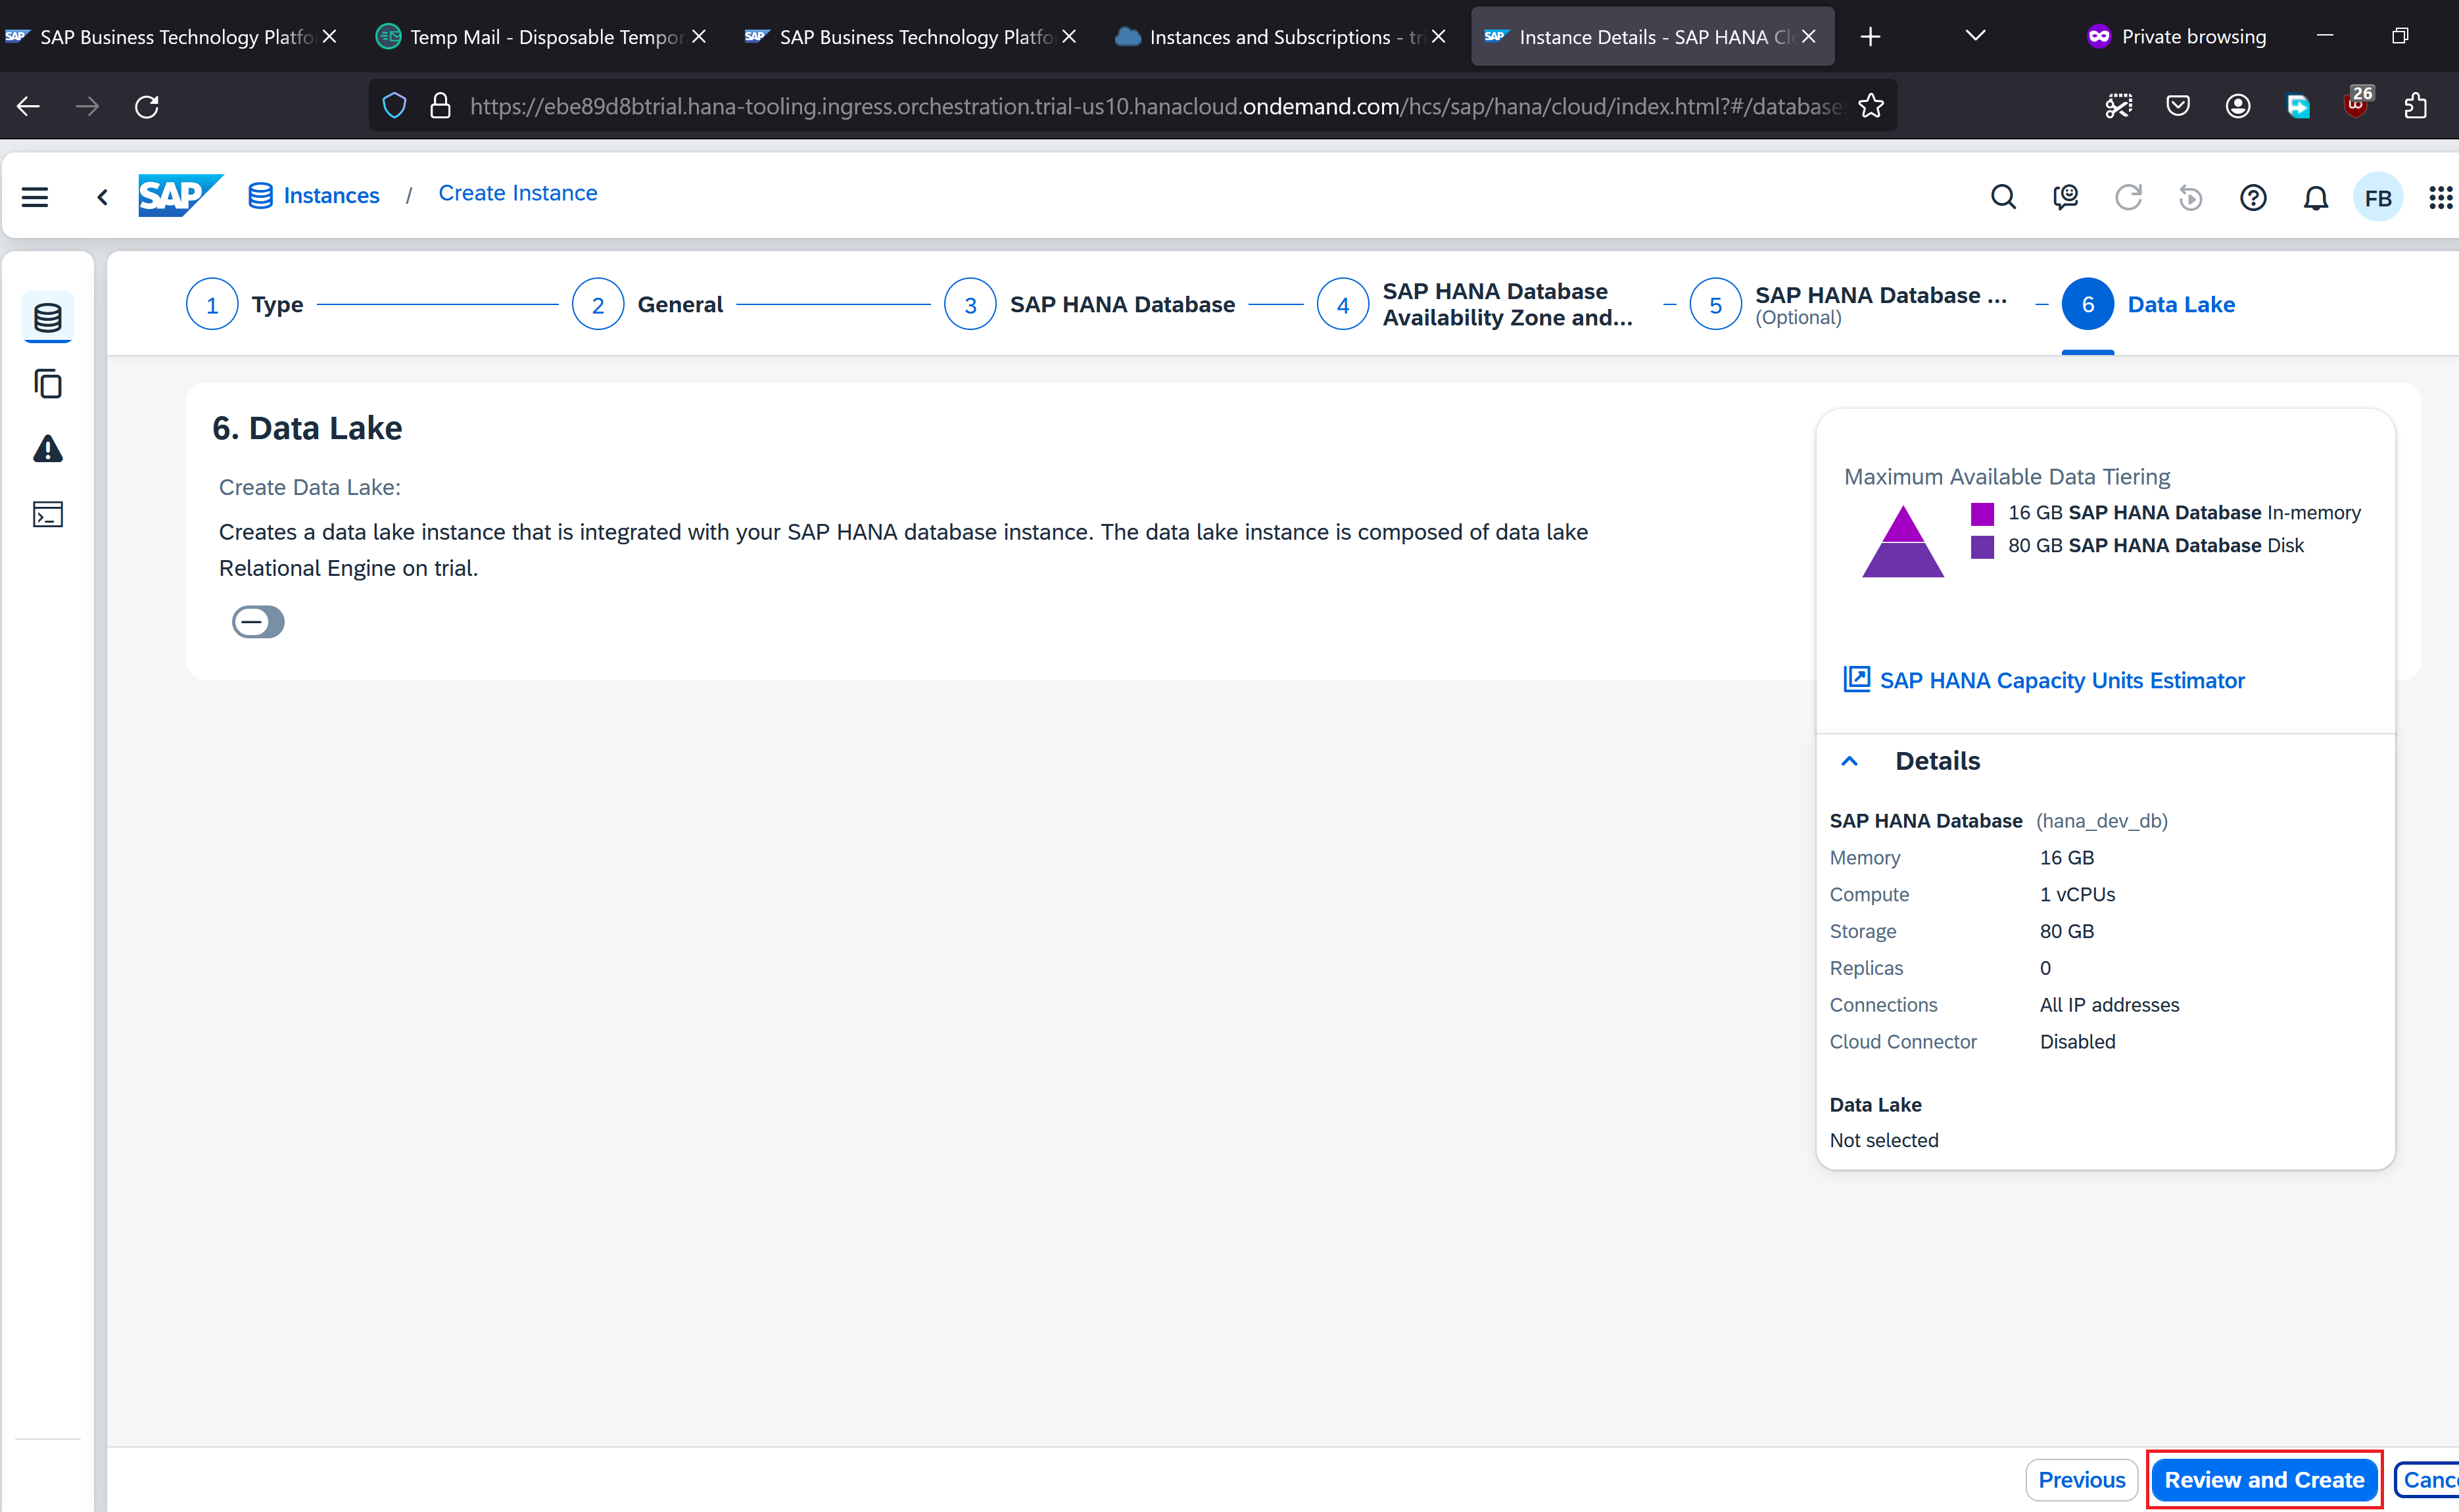 SAP Business Technology Platfo
Temp Mail - Disposable Tempor
SAP Business Technology Platfo
Instances and Subscriptions - tri
Instance Details - SAP HANA Clo
Private browsing
https://ebe89d8btrial.hana-tooling.ingress.orchestration.trial-us10.hanacloud.ondemand.com/hcs/sap/hana/cloud/index.html?#/database
26
SAP
Instances / Create Instance
FB
1 Type
2 General
3 SAP HANA Database
4 SAP HANA Database
Availability Zone and...
5 SAP HANA Database ...
(Optional)
6 Data Lake
6. Data Lake
Create Data Lake:
Creates a data lake instance that is integrated with your SAP HANA database instance. The data lake instance is composed of data lake
Relational Engine on trial.
Maximum Available Data Tiering
16 GB SAP HANA Database In-memory
80 GB SAP HANA Database Disk
SAP HANA Capacity Units Estimator
Details
SAP HANA Database (hana_dev_db)
Memory 16 GB
Compute 1 vCPUs
Storage 80 GB
Replicas 0
Connections All IP addresses
Cloud Connector Disabled
Data Lake
Not selected
Previous
Review and Create
Canc